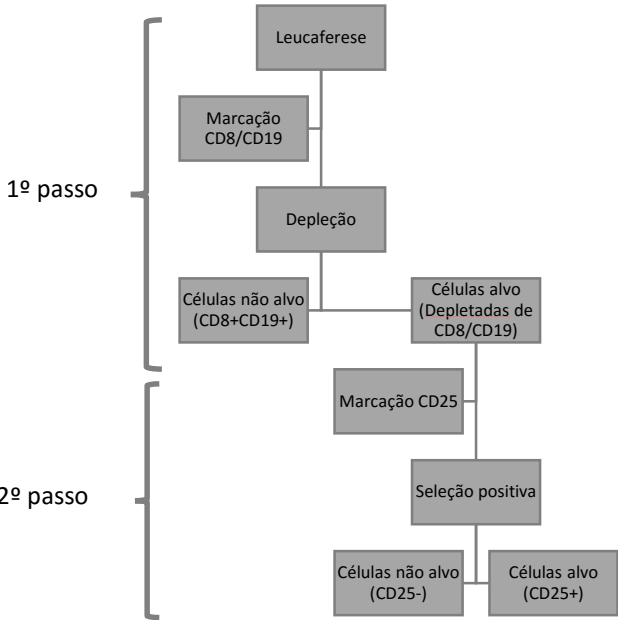 Leucaferese
Marcação
CD8/CD19
1º passo
Depleção
Células não alvo
(CD8+CD19+)
Células alvo
(Depletadas de
CD8/CD19)
Marcação CD25
2º passo
Seleção positiva
Células não alvo
(CD25-)
Células alvo
(CD25+)